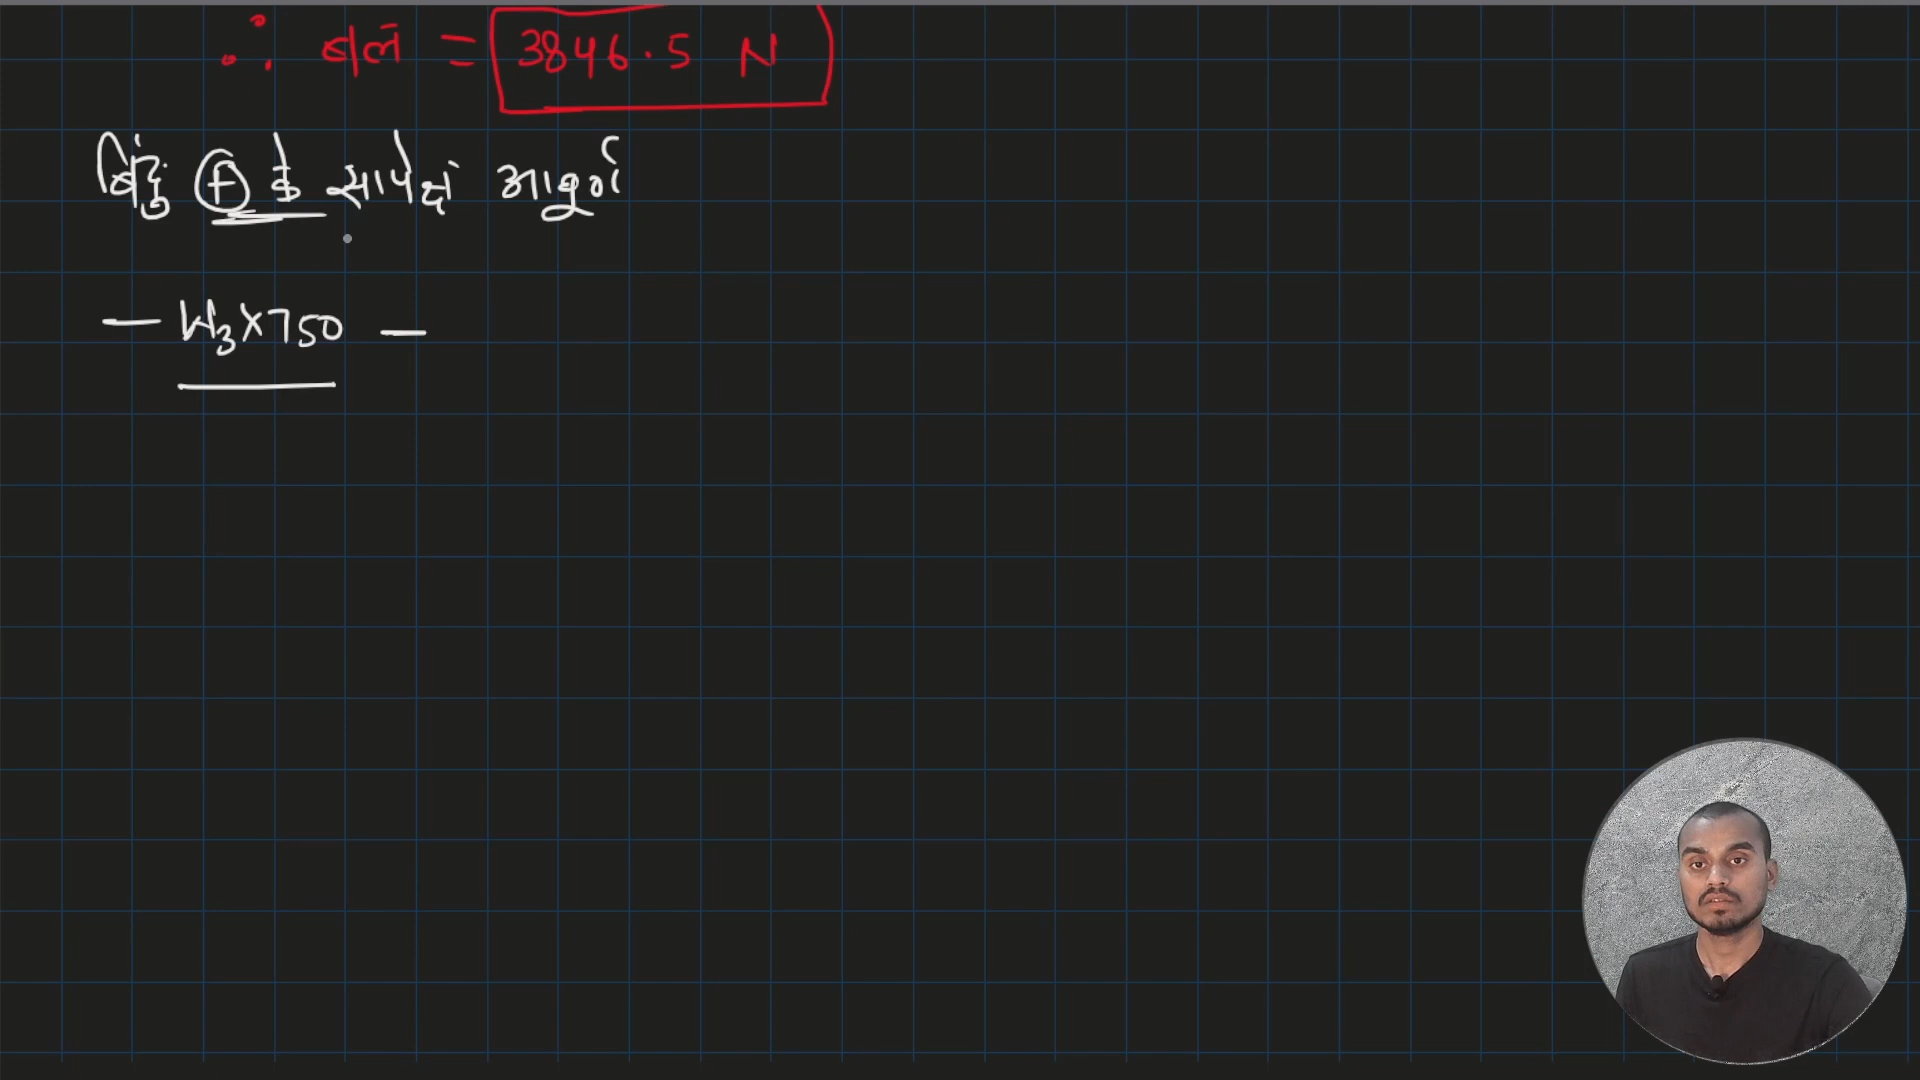 ∴ बल = 3846.5 N
बिंदु F के सापेक्ष आघूर्ण
— W₃×750 —